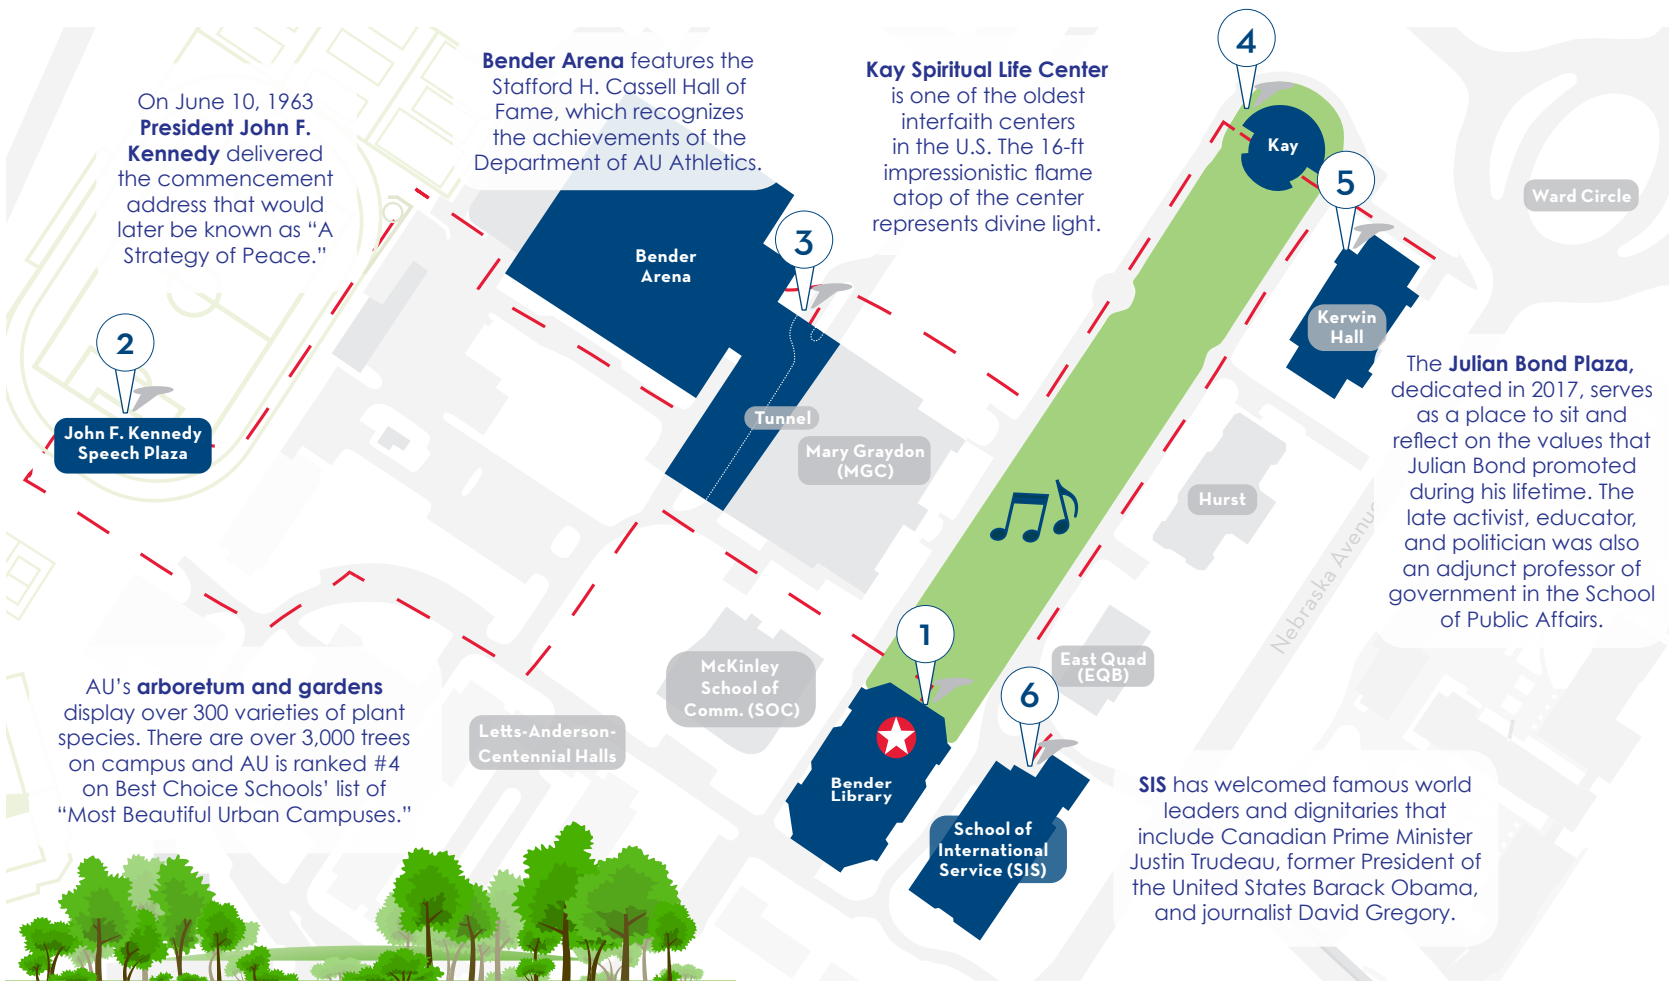 On June 10, 1963
President John F.
Kennedy delivered
the commencement
address that would
later be known as “A
Strategy of Peace.”
Bender Arena features the
Stafford H. Cassell Hall of
Fame, which recognizes
the achievements of the
Department of AU Athletics.
Kay Spiritual Life Center
is one of the oldest
interfaith centers
in the U.S. The 16-ft
impressionistic flame
atop of the center
represents divine light.
4
Kay
5
Ward Circle
3
Bender
Arena
2
John F. Kennedy
Speech Plaza
Kerwin
Hall
Tunnel
Mary Graydon
(MGC)
Hurst
Nebraska Avenue
The Julian Bond Plaza,
dedicated in 2017, serves
as a place to sit and
reflect on the values that
Julian Bond promoted
during his lifetime. The
late activist, educator,
and politician was also
an adjunct professor of
government in the School
of Public Affairs.
1
McKinley
School of
Comm. (SOC)
East Quad
(EQB)
6
Letts-Anderson-
Centennial Halls
Bender
Library
School of
International
Service (SIS)
AU’s arboretum and gardens
display over 300 varieties of plant
species. There are over 3,000 trees
on campus and AU is ranked #4
on Best Choice Schools’ list of
“Most Beautiful Urban Campuses.”
SIS has welcomed famous world
leaders and dignitaries that
include Canadian Prime Minister
Justin Trudeau, former President of
the United States Barack Obama,
and journalist David Gregory.